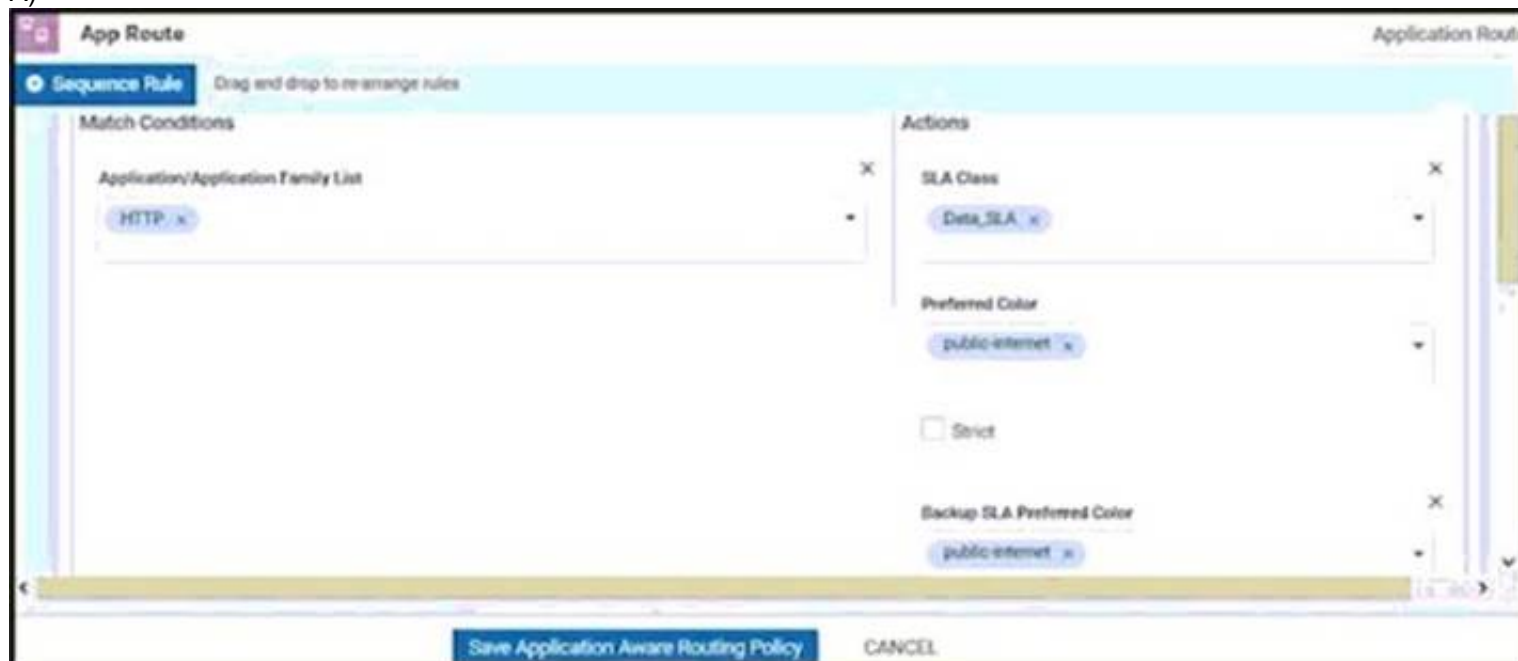 A)
App Route
Application Rout
Sequence Rule
Drag and drop to re-arrange rules
Match Conditions
Actions
Application/Application Family List
SLA Class
HTTP ×
Data_SLA ×
Preferred Color
public-internet ×
Strict
Backup SLA Preferred Color
public-internet ×
Save Application Aware Routing Policy
CANCEL